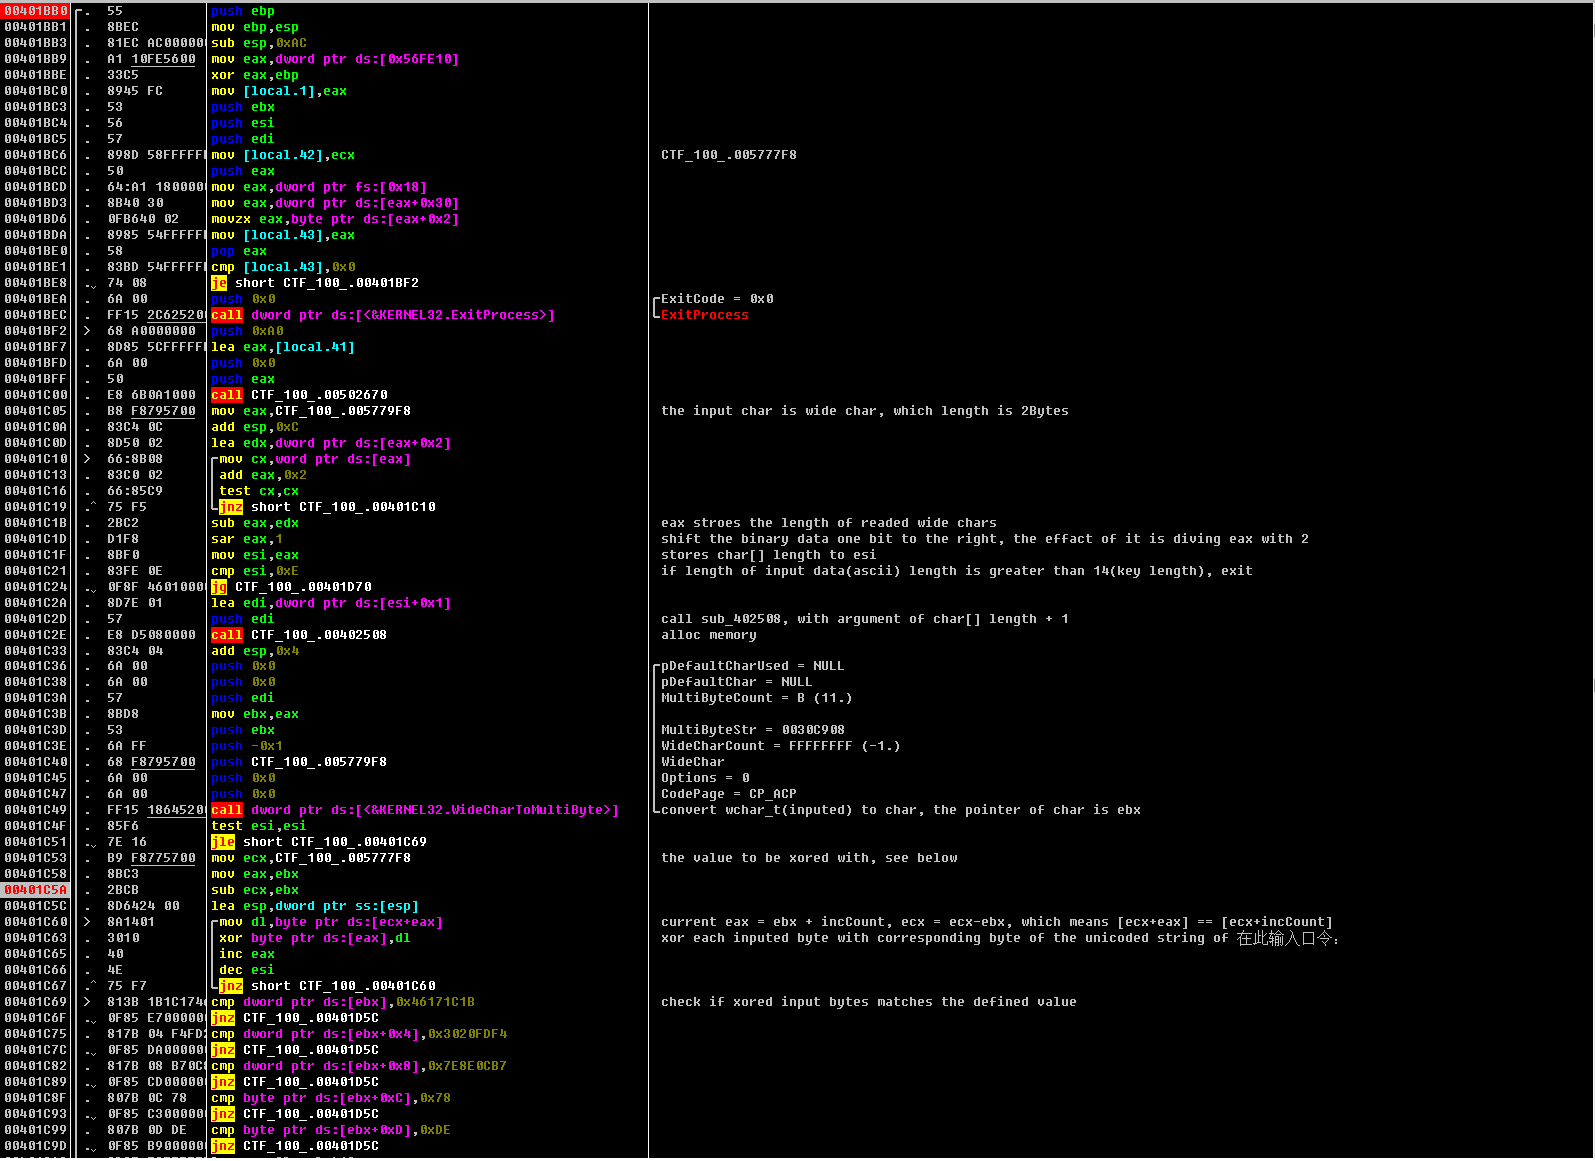 00401BB0 . 55 push ebp
00401BB1 . 8BEC mov ebp,esp
00401BB3 . 81EC AC00000 sub esp,0xAC
00401BB9 . A1 10FE5600 mov eax,dword ptr ds:[0x56FE10]
00401BBE . 33C5 xor eax,ebp
00401BC0 . 8945 FC mov [local.1],eax
00401BC3 . 53 push ebx
00401BC4 . 56 push esi
00401BC5 . 57 push edi
00401BC6 . 898D 58FFFFF mov [local.42],ecx CTF_100_.005777F8
00401BCC . 50 push eax
00401BCD . 64:A1 180000 mov eax,dword ptr fs:[0x18]
00401BD3 . 8B40 30 mov eax,dword ptr ds:[eax+0x30]
00401BD6 . 0FB640 02 movzx eax,byte ptr ds:[eax+0x2]
00401BDA . 8985 54FFFFF mov [local.43],eax
00401BE0 . 58 pop eax
00401BE1 . 83BD 54FFFFF cmp [local.43],0x0
00401BE8 . 74 08 je short CTF_100_.00401BF2
00401BEA . 6A 00 push 0x0 ExitCode = 0x0
00401BEC . FF15 2C62520 call dword ptr ds:[<&KERNEL32.ExitProcess>] ExitProcess
00401BF2 > 68 A0000000 push 0xA0
00401BF7 . 8D85 5CFFFFF lea eax,[local.41]
00401BFD . 6A 00 push 0x0
00401BFF . 50 push eax
00401C00 . E8 6B0A1000 call CTF_100_.00502670
00401C05 . B8 F8795700 mov eax,CTF_100_.005779F8 the input char is wide char, which length is 2Bytes
00401C0A . 83C4 0C add esp,0xC
00401C0D . 8D50 02 lea edx,dword ptr ds:[eax+0x2]
00401C10 > 66:8B08 mov cx,word ptr ds:[eax]
00401C13 . 83C0 02 add eax,0x2
00401C16 . 66:85C9 test cx,cx
00401C19 .^ 75 F5 jnz short CTF_100_.00401C10
00401C1B . 2BC2 sub eax,edx eax stroes the length of readed wide chars
00401C1D . D1F8 sar eax,1 shift the binary data one bit to the right, the effact of it is diving eax with 2
00401C1F . 8BF0 mov esi,eax stores char[] length to esi
00401C21 . 83FE 0E cmp esi,0xE if length of input data(ascii) length is greater than 14(key length), exit
00401C24 . 0F8F 4601000 jg CTF_100_.00401D70
00401C2A . 8D7E 01 lea edi,dword ptr ds:[esi+0x1]
00401C2D . 57 push edi call sub_402508, with argument of char[] length + 1
00401C2E . E8 D5080000 call CTF_100_.00402508 alloc memory
00401C33 . 83C4 04 add esp,0x4
00401C36 . 6A 00 push 0x0 pDefaultCharUsed = NULL
00401C38 . 6A 00 push 0x0 pDefaultChar = NULL
00401C3A . 57 push edi MultiByteCount = B (11.)
00401C3B . 8BD8 mov ebx,eax
00401C3D . 53 push ebx MultiByteStr = 0030C908
00401C3E . 6A FF push -0x1 WideCharCount = FFFFFFFF (-1.)
00401C40 . 68 F8795700 push CTF_100_.005779F8 WideChar
00401C45 . 6A 00 push 0x0 Options = 0
00401C47 . 6A 00 push 0x0 CodePage = CP_ACP
00401C49 . FF15 1864520 call dword ptr ds:[<&KERNEL32.WideCharToMultiByte>] convert wchar_t(inputed) to char, the pointer of char is ebx
00401C4F . 85F6 test esi,esi
00401C51 . 7E 16 jle short CTF_100_.00401C69
00401C53 . B9 F8775700 mov ecx,CTF_100_.005777F8 the value to be xored with, see below
00401C58 . 8BC3 mov eax,ebx
00401C5A . 2BCB sub ecx,ebx
00401C5C . 8D6424 00 lea esp,dword ptr ss:[esp]
00401C60 > 8A1401 mov dl,byte ptr ds:[ecx+eax] current eax = ebx + incCount, ecx = ecx-ebx, which means [ecx+eax] == [ecx+incCount]
00401C63 . 3010 xor byte ptr ds:[eax],dl xor each inputed byte with corresponding byte of the unicoded string of 在此输入口令：
00401C65 . 40 inc eax
00401C66 . 4E dec esi
00401C67 .^ 75 F7 jnz short CTF_100_.00401C60
00401C69 > 813B 1B1C174 cmp dword ptr ds:[ebx],0x46171C1B check if xored input bytes matches the defined value
00401C6F . 0F85 E700000 jnz CTF_100_.00401D5C
00401C75 . 817B 04 F4FD2 cmp dword ptr ds:[ebx+0x4],0x3020FDF4
00401C7C . 0F85 DA00000 jnz CTF_100_.00401D5C
00401C82 . 817B 08 B70C8 cmp dword ptr ds:[ebx+0x8],0x7E8E0CB7
00401C89 . 0F85 CD00000 jnz CTF_100_.00401D5C
00401C8F . 807B 0C 78 cmp byte ptr ds:[ebx+0xC],0x78
00401C93 . 0F85 C300000 jnz CTF_100_.00401D5C
00401C99 . 807B 0D DE cmp byte ptr ds:[ebx+0xD],0xDE
00401C9D . 0F85 B900000 jnz CTF_100_.00401D5C